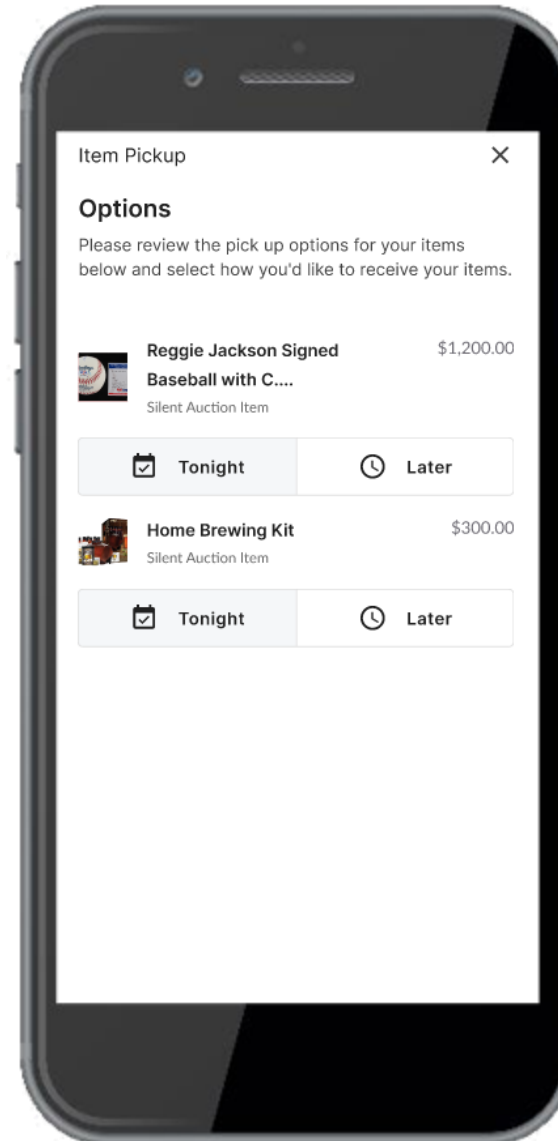 Item Pickup
Options
Please review the pick up options for your items
below and select how you'd like to receive your items.
Reggie Jackson Signed
Baseball with C....
$1,200.00
Silent Auction Item
Tonight
Later
Home Brewing Kit
$300.00
Silent Auction Item
Tonight
Later